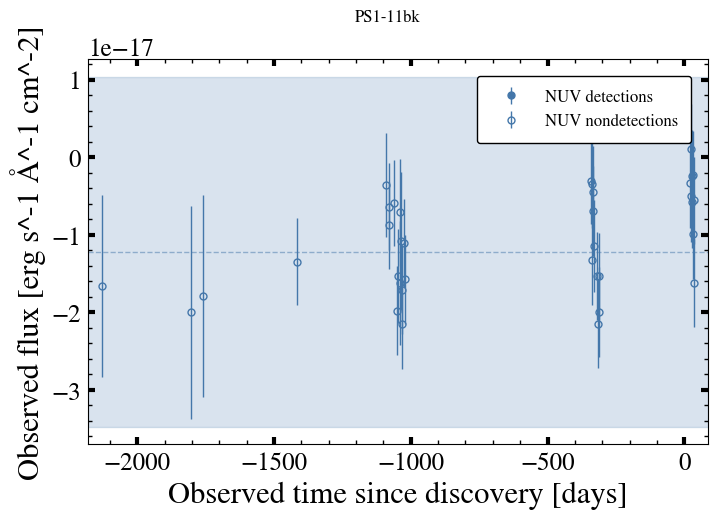 PS1-11bk
1e−17
Observed flux [erg s^-1 Å^-1 cm^-2]
1
0
−1
−2
−3
NUV detections
NUV nondetections
−2000 −1500 −1000 −500 0
Observed time since discovery [days]